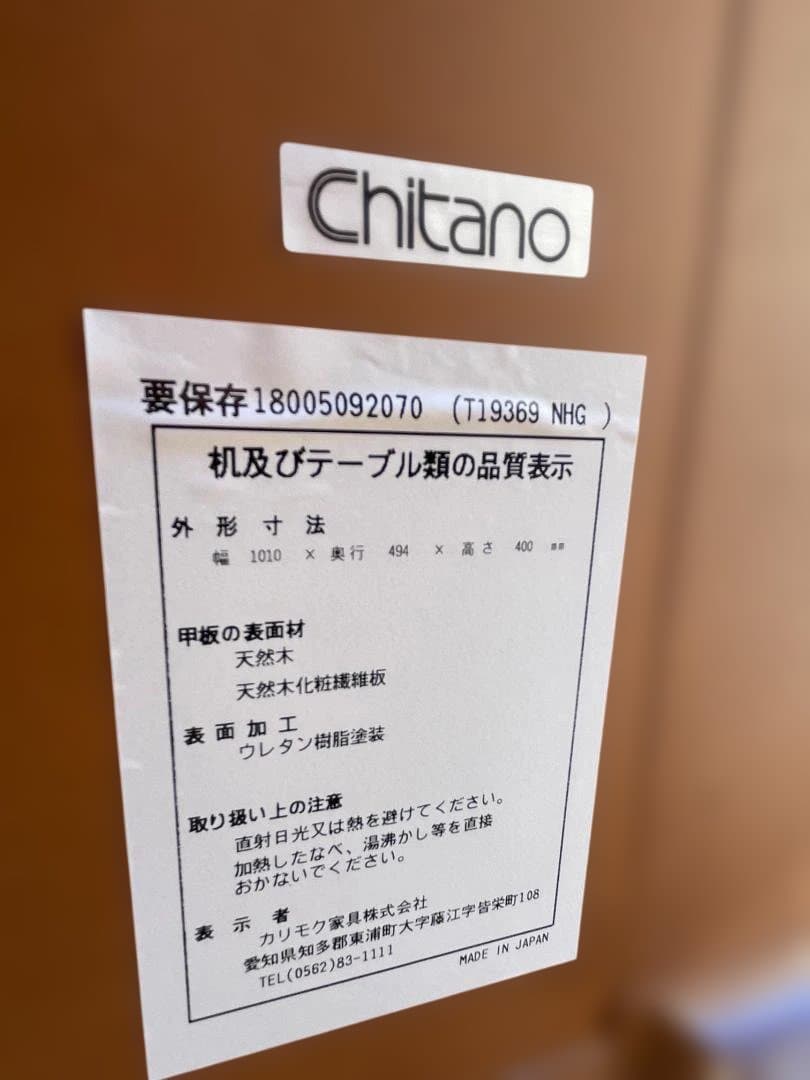 Chitano
要保存18005092070 (T19369 NHG )
机及びテーブル類の品質表示
外形寸法
幅 1010 × 奥行 494 × 高さ 400 mm
甲板の表面材
天然木
天然木化粧繊維板
表面加工
ウレタン樹脂塗装
取り扱い上の注意
直射日光又は熱を避けてください。
加熱したなべ、湯沸かし等を直接
おかないでください。
表示者
カリモク家具株式会社
愛知県知多郡東浦町大字藤江字皆栄町108
TEL(0562)83-1111
MADE IN JAPAN